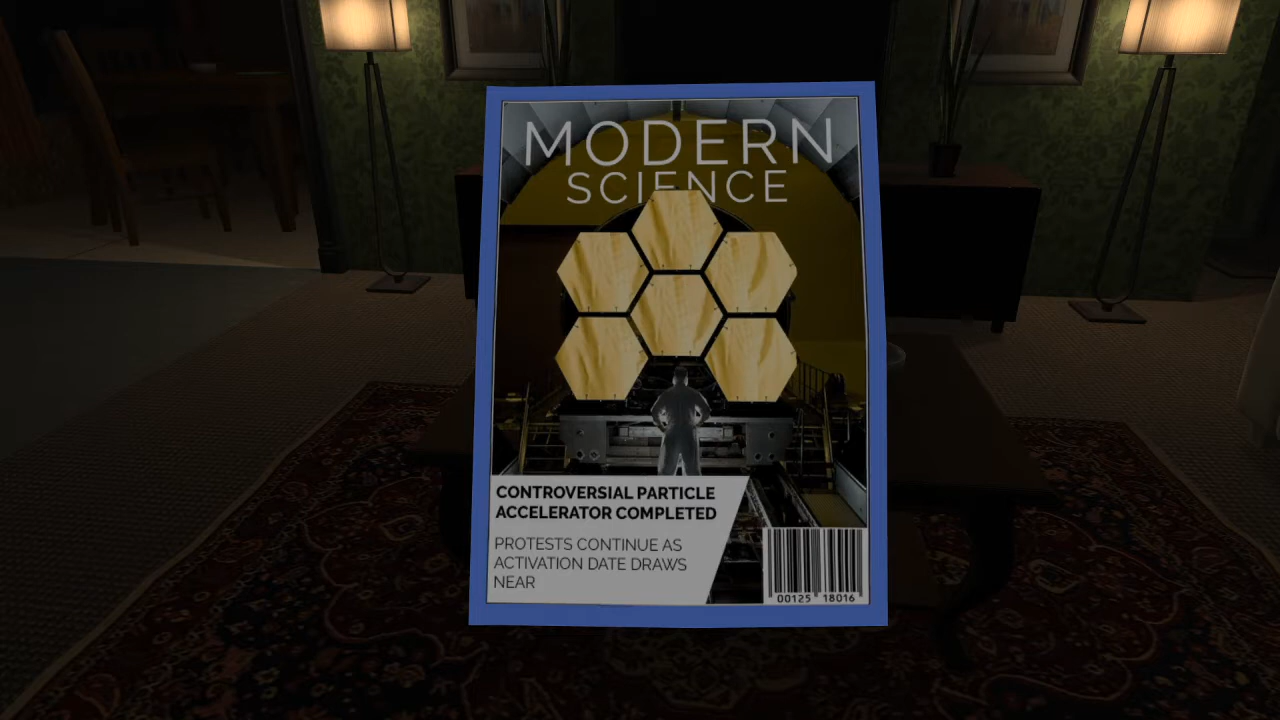 MODERN
SCIENCE
CONTROVERSIAL PARTICLE
ACCELERATOR COMPLETED
PROTESTS CONTINUE AS
ACTIVATION DATE DRAWS
NEAR
00125 18016